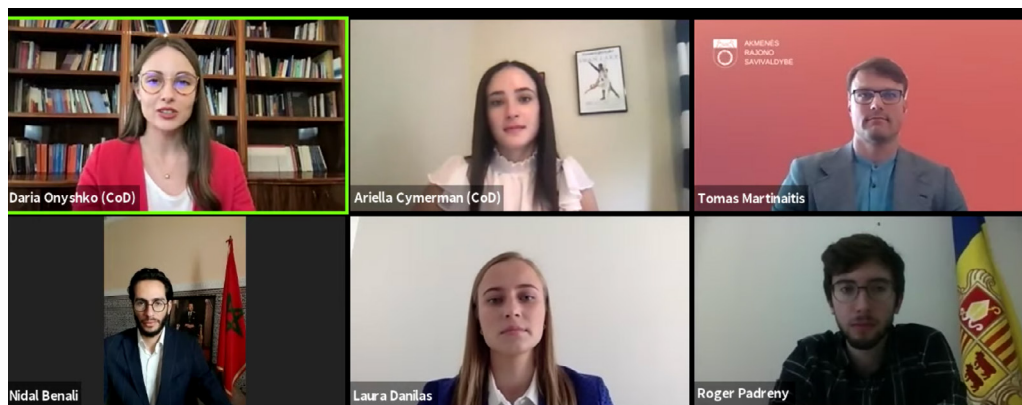 Daria Onyshko (CoD)
Ariella Cymerman (CoD)
AKMENĖS
RAJONO
SAVIVALDYBĖ
Tomas Martinaitis
Nidal Benali
Laura Danilas
Roger Padreny